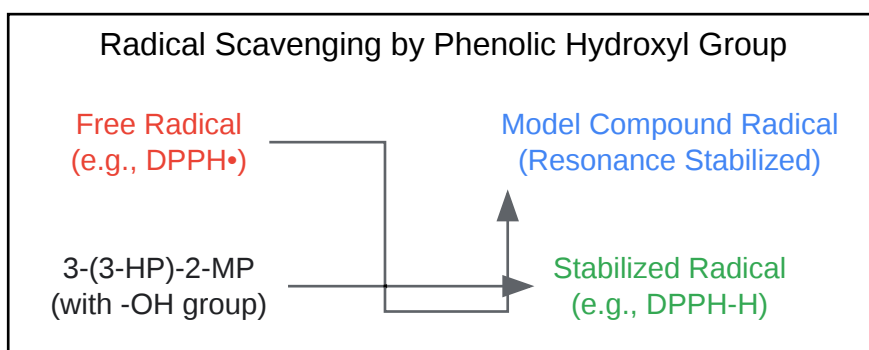 Radical Scavenging by Phenolic Hydroxyl Group
Free Radical
(e.g., DPPH•)
Model Compound Radical
(Resonance Stabilized)
3-(3-HP)-2-MP
(with -OH group)
Stabilized Radical
(e.g., DPPH-H)